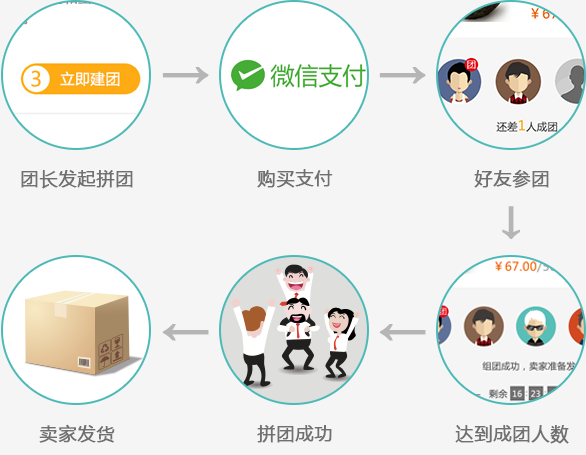 3 立即建团
团长发起拼团
微信支付
购买支付
¥67
团
还差1人成团
好友参团
¥67.00/5
团
组团成功，卖家准备发
剩余 16:23:
达到成团人数
拼团成功
卖家发货